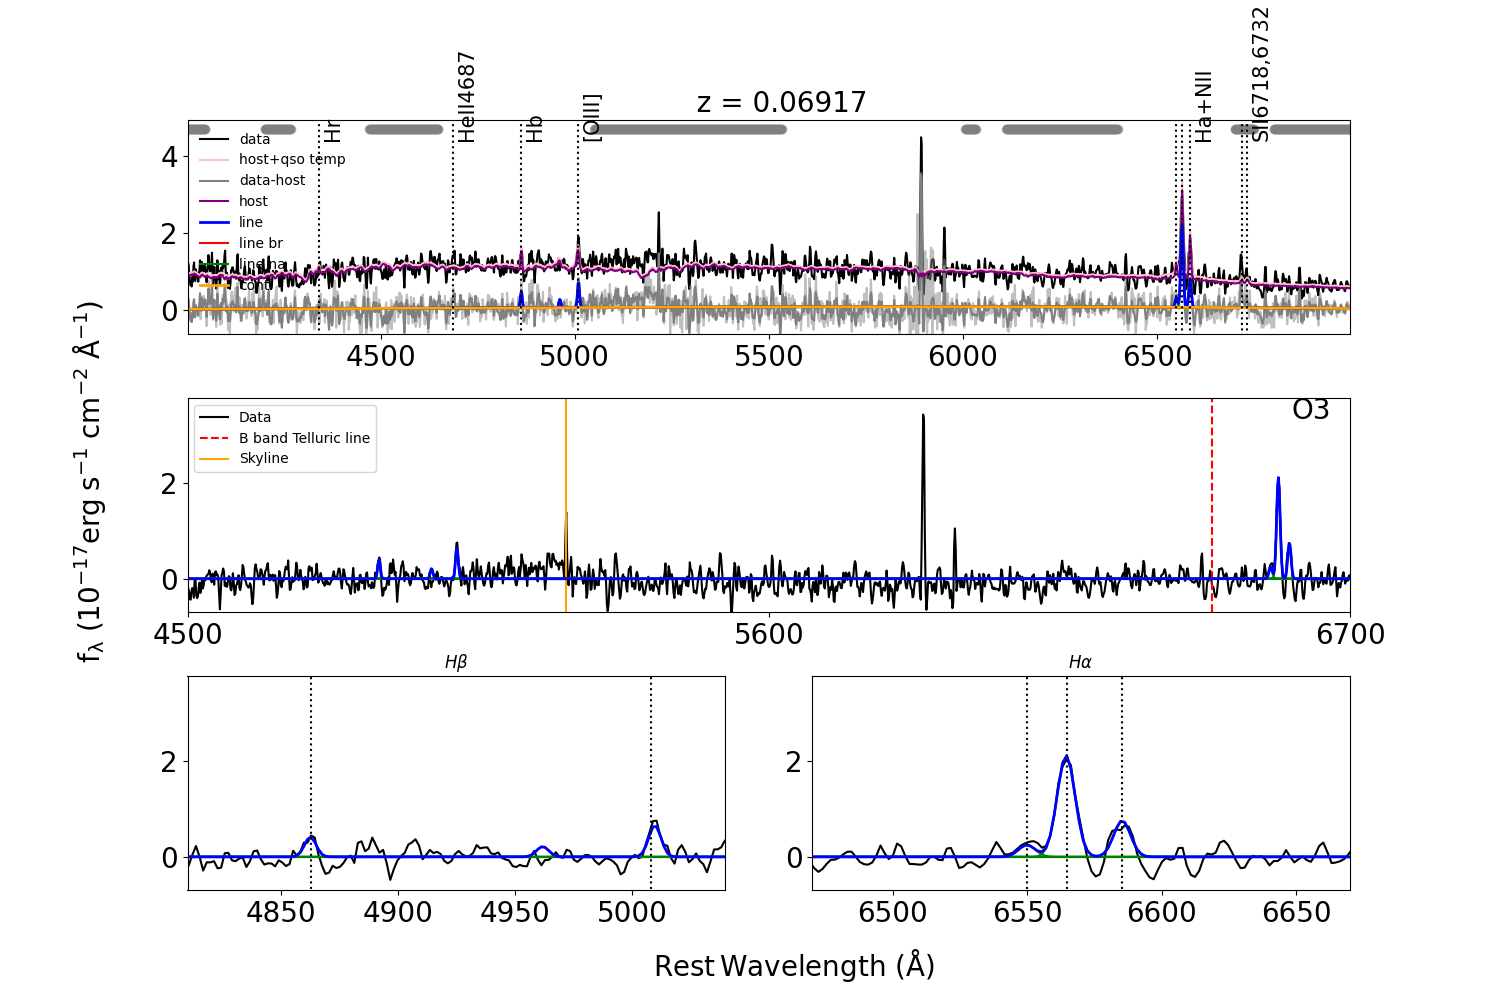 z = 0.06917
Hr
HeII4687
Hb
[OIII]
Ha+NII
SII6718,6732
data
host+qso temp
data-host
host
line
line br
line na
conti
4
2
0
4500
5000
5500
6000
6500
fλ (10⁻¹⁷erg s⁻¹ cm⁻² Å⁻¹)
O3
Data
B band Telluric line
Skyline
2
0
4500
5600
6700
Hβ
2
0
4850
4900
4950
5000
Hα
2
0
6500
6550
6600
6650
Rest Wavelength (Å)